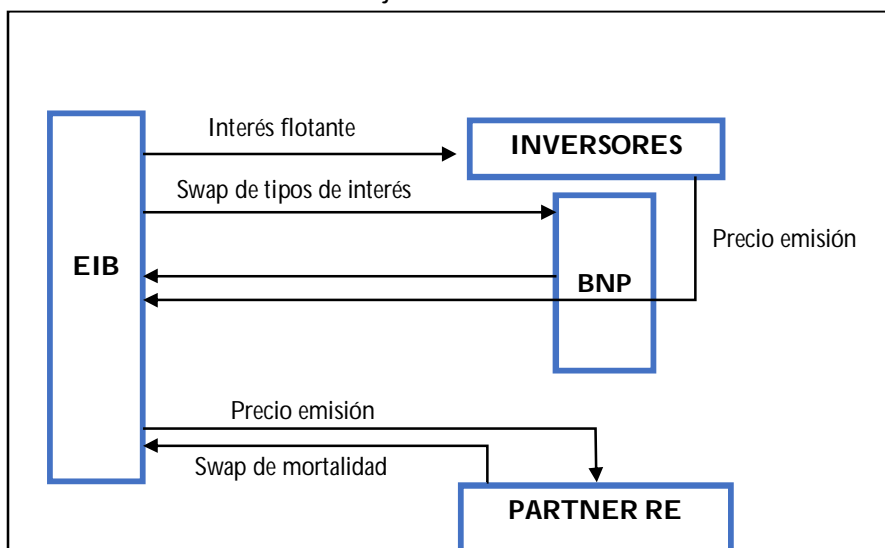 Interés flotante
INVERSORES
Swap de tipos de interés
Precio emisión
EIB
BNP
Precio emisión
Swap de mortalidad
PARTNER RE